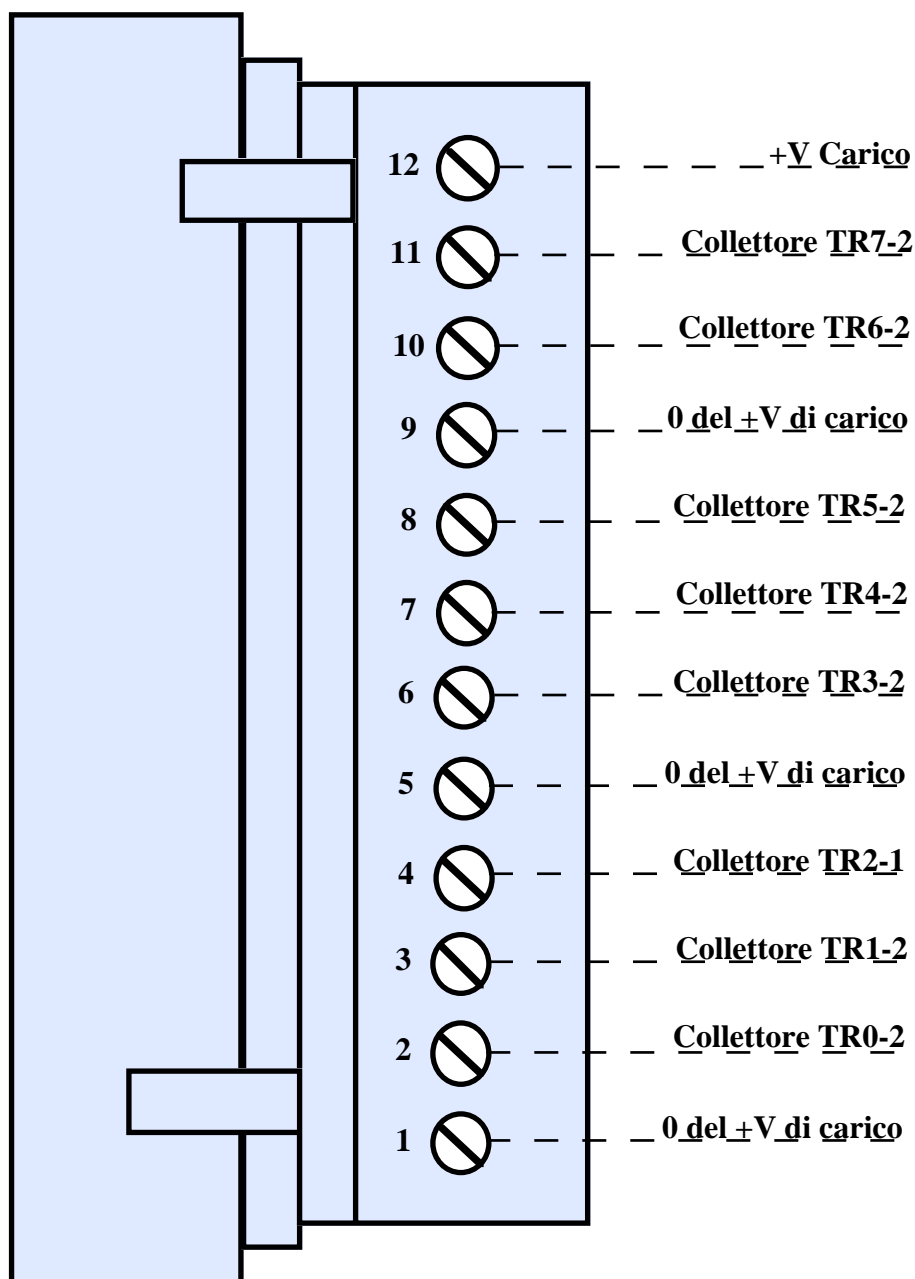 12 +V Carico
11 Collettore TR7-2
10 Collettore TR6-2
9 0 del +V di carico
8 Collettore TR5-2
7 Collettore TR4-2
6 Collettore TR3-2
5 0 del +V di carico
4 Collettore TR2-1
3 Collettore TR1-2
2 Collettore TR0-2
1 0 del +V di carico